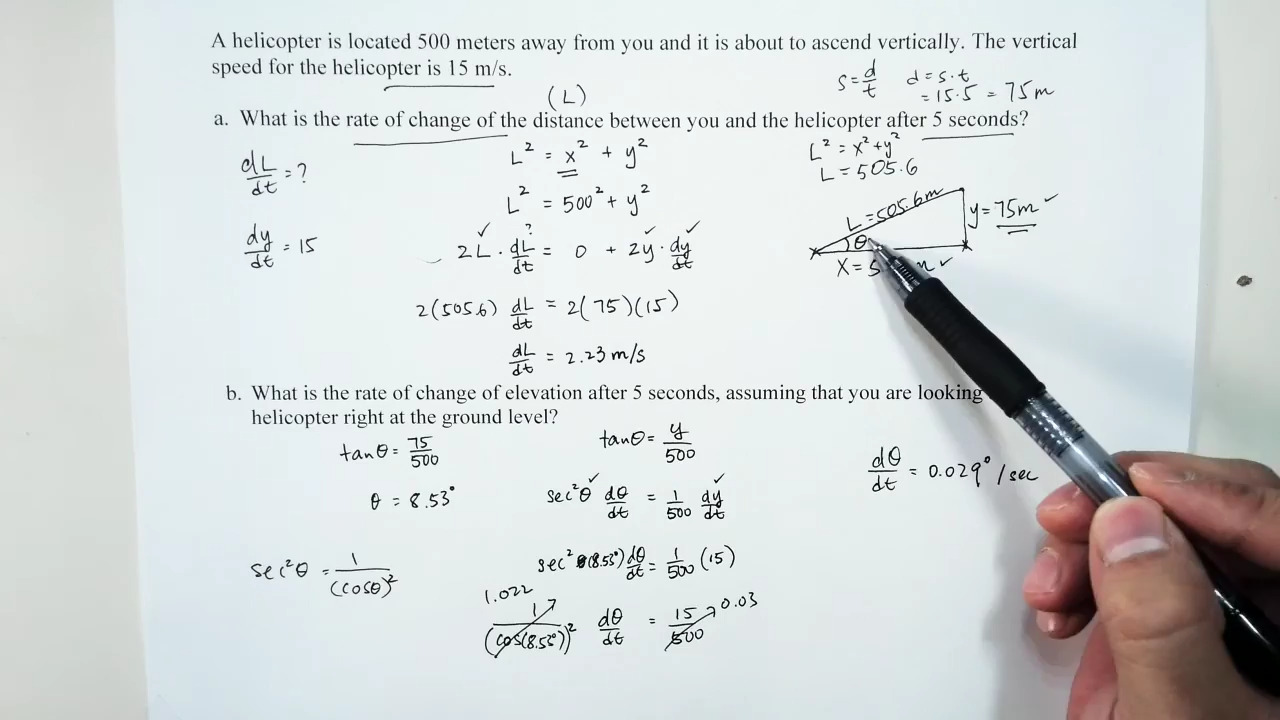 A helicopter is located 500 meters away from you and it is about to ascend vertically. The vertical
speed for the helicopter is 15 m/s.
s = d/t
d = s·t
= 15·5 = 75m
(L)
a. What is the rate of change of the distance between you and the helicopter after 5 seconds?
dL/dt = ?
dy/dt = 15
L² = x² + y²
L² = 500² + y²
✓ ? ✓ ✓
2L · dL/dt = 0 + 2y · dy/dt
2(505.6) dL/dt = 2(75)(15)
dL/dt = 2.23 m/s
L² = x² + y²
L = 505.6
L = 505.6m
y = 75m ✓
θ
X = 5 m ✓
b. What is the rate of change of elevation after 5 seconds, assuming that you are looking
helicopter right at the ground level?
tanθ = 75/500
θ = 8.53°
sec²θ = 1/(cosθ)²
tanθ = y/500
✓ ✓
sec²θ dθ/dt = 1/500 dy/dt
sec² (8.53°) dθ/dt = 1/500 (15)
1.022
1/(cos(8.53°))² dθ/dt = 15/500 0.03
dθ/dt = 0.029°/sec